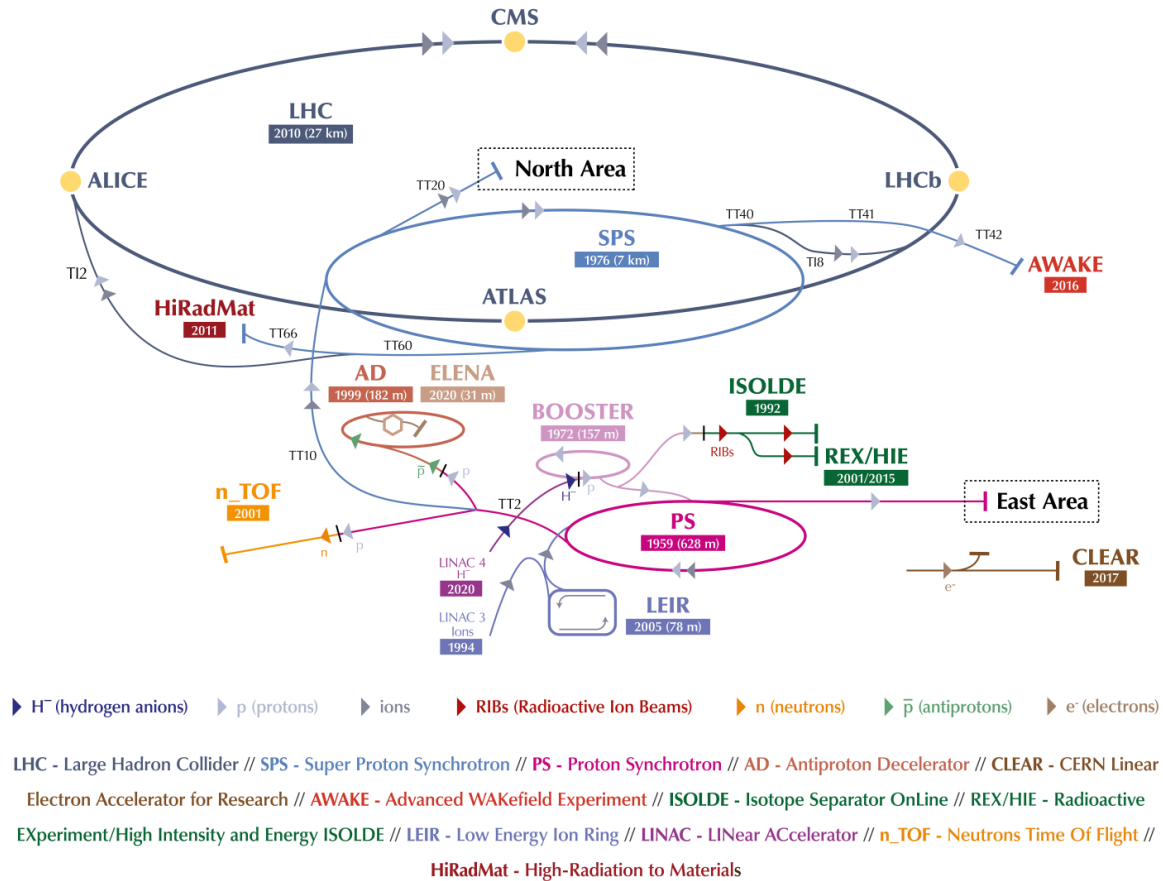 CMS
LHC
2010 (27 km)
North Area
TT20
ALICE
LHCb
TT40
TT41
TT42
SPS
1976 (7 km)
TI8
AWAKE
2016
TI2
ATLAS
HiRadMat
2011
TT66
TT60
AD
1999 (182 m)
ELENA
2020 (31 m)
ISOLDE
1992
BOOSTER
1972 (157 m)
RIBs
REX/HIE
2001/2015
TT10
p̅
p
H⁻
p
n_TOF
2001
TT2
East Area
PS
1959 (628 m)
n
p
LINAC 4
H⁻
2020
CLEAR
2017
e-
LINAC 3
Ions
1994
LEIR
2005 (78 m)
H⁻ (hydrogen anions)
p (protons)
ions
RIBs (Radioactive Ion Beams)
n (neutrons)
p̅ (antiprotons)
e- (electrons)
LHC - Large Hadron Collider // SPS - Super Proton Synchrotron // PS - Proton Synchrotron // AD - Antiproton Decelerator // CLEAR - CERN Linear
Electron Accelerator for Research // AWAKE - Advanced WAKefield Experiment // ISOLDE - Isotope Separator OnLine // REX/HIE - Radioactive
EXperiment/High Intensity and Energy ISOLDE // LEIR - Low Energy Ion Ring // LINAC - LINear ACcelerator // n_TOF - Neutrons Time Of Flight //
HiRadMat - High-Radiation to Materials